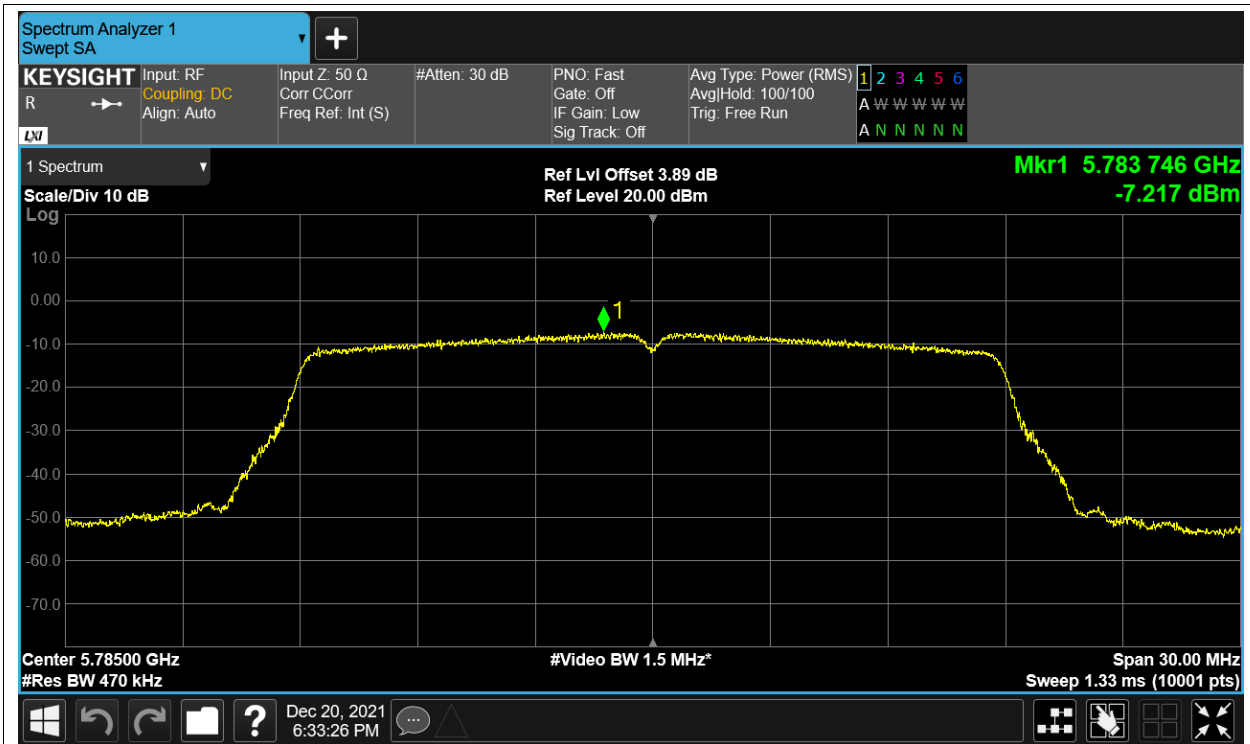 Spectrum Analyzer 1
Swept SA
KEYSIGHT
R
LXI
Input: RF
Coupling: DC
Align: Auto
Input Z: 50 Ω
Corr CCorr
Freq Ref: Int (S)
#Atten: 30 dB
PNO: Fast
Gate: Off
IF Gain: Low
Sig Track: Off
Avg Type: Power (RMS)
Avg|Hold: 100/100
Trig: Free Run
1 2 3 4 5 6
A W W W W W
A N N N N N
1 Spectrum
Scale/Div 10 dB
Log
Ref Lvl Offset 3.89 dB
Ref Level 20.00 dBm
Mkr1 5.783 746 GHz
-7.217 dBm
10.0
0.00
1
-10.0
-20.0
-30.0
-40.0
-50.0
-60.0
-70.0
Center 5.78500 GHz
#Res BW 470 kHz
#Video BW 1.5 MHz*
Span 30.00 MHz
Sweep 1.33 ms (10001 pts)
?
Dec 20, 2021
6:33:26 PM